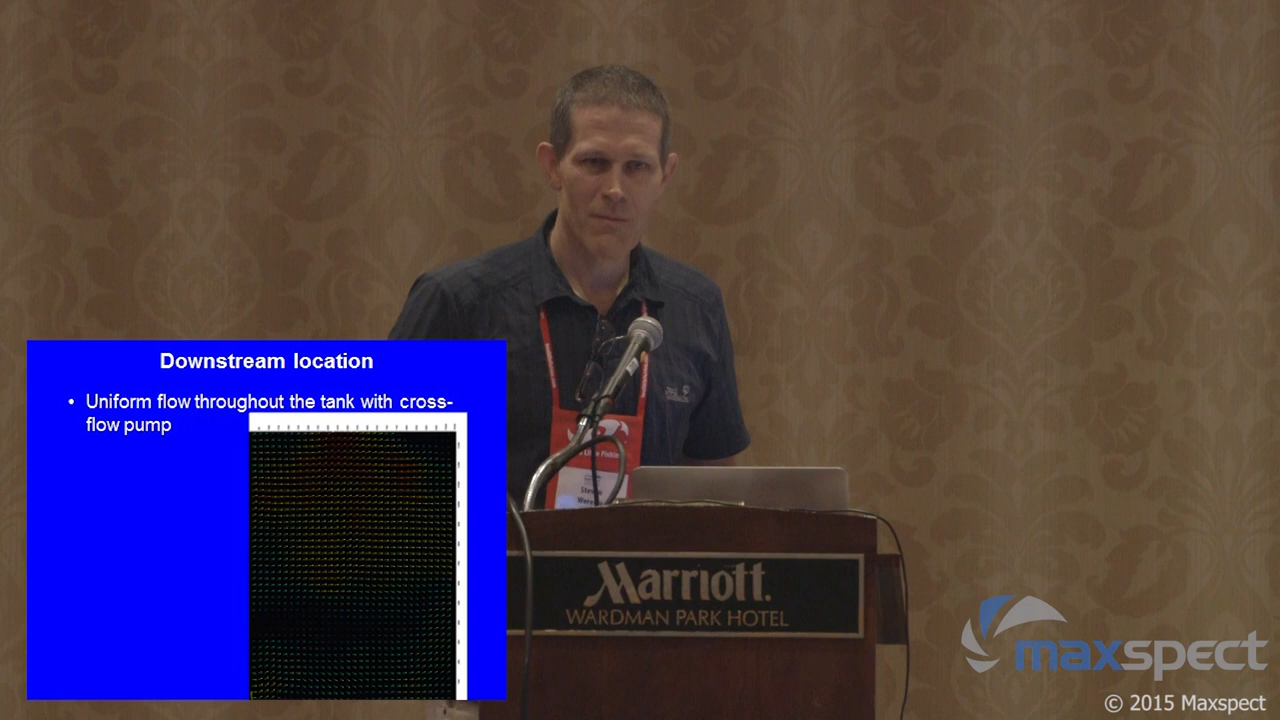 Downstream location
• Uniform flow throughout the tank with cross-
flow pump
Marriott.
WARDMAN PARK HOTEL
maxspect
© 2015 Maxspect